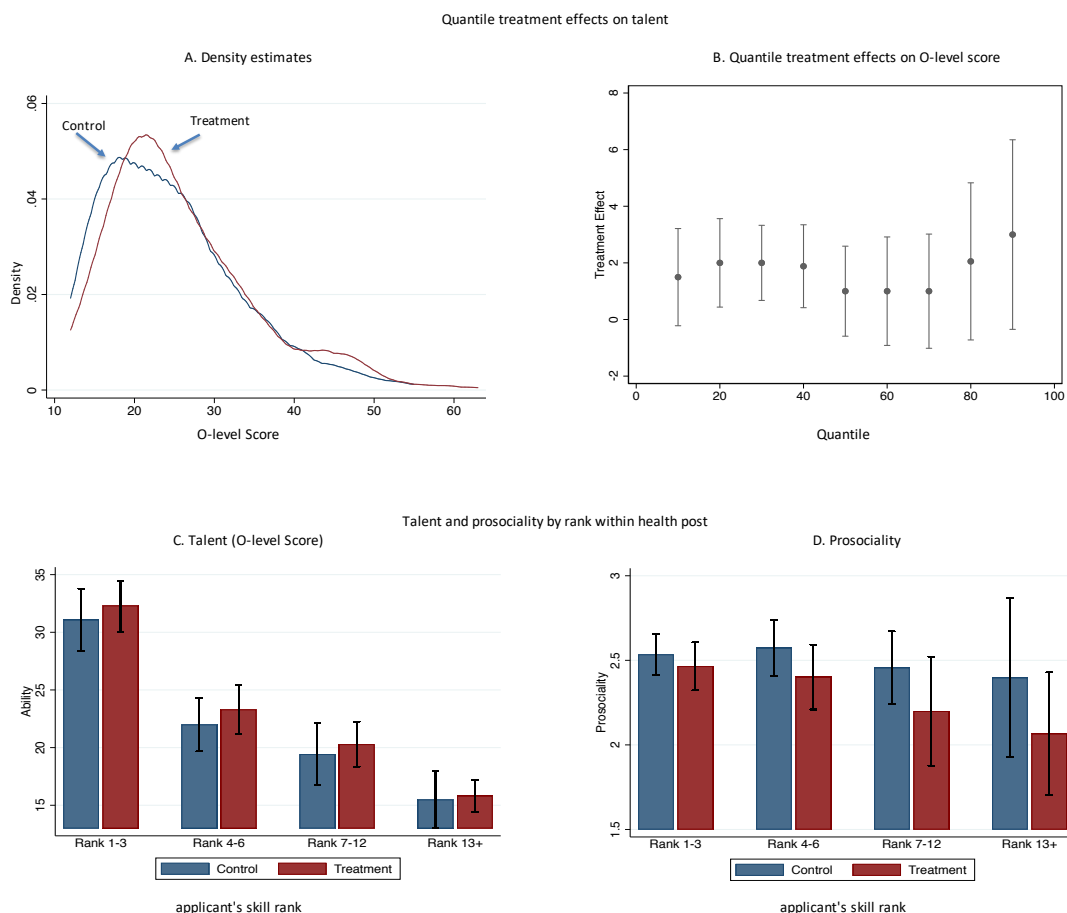 Quantile treatment effects on talent
A. Density estimates
Control
Treatment
Density
0
.02
.04
.06
10 20 30 40 50 60
O-level Score
B. Quantile treatment effects on O-level score
Treatment Effect
-2
0
2
4
6
8
0 20 40 60 80 100
Quantile
Talent and prosociality by rank within health post
C. Talent (O-level Score)
Ability
15
20
25
30
35
Rank 1-3 Rank 4-6 Rank 7-12 Rank 13+
Control Treatment
applicant's skill rank
D. Prosociality
Prosociality
1.5
2
2.5
3
Rank 1-3 Rank 4-6 Rank 7-12 Rank 13+
Control Treatment
applicant's skill rank